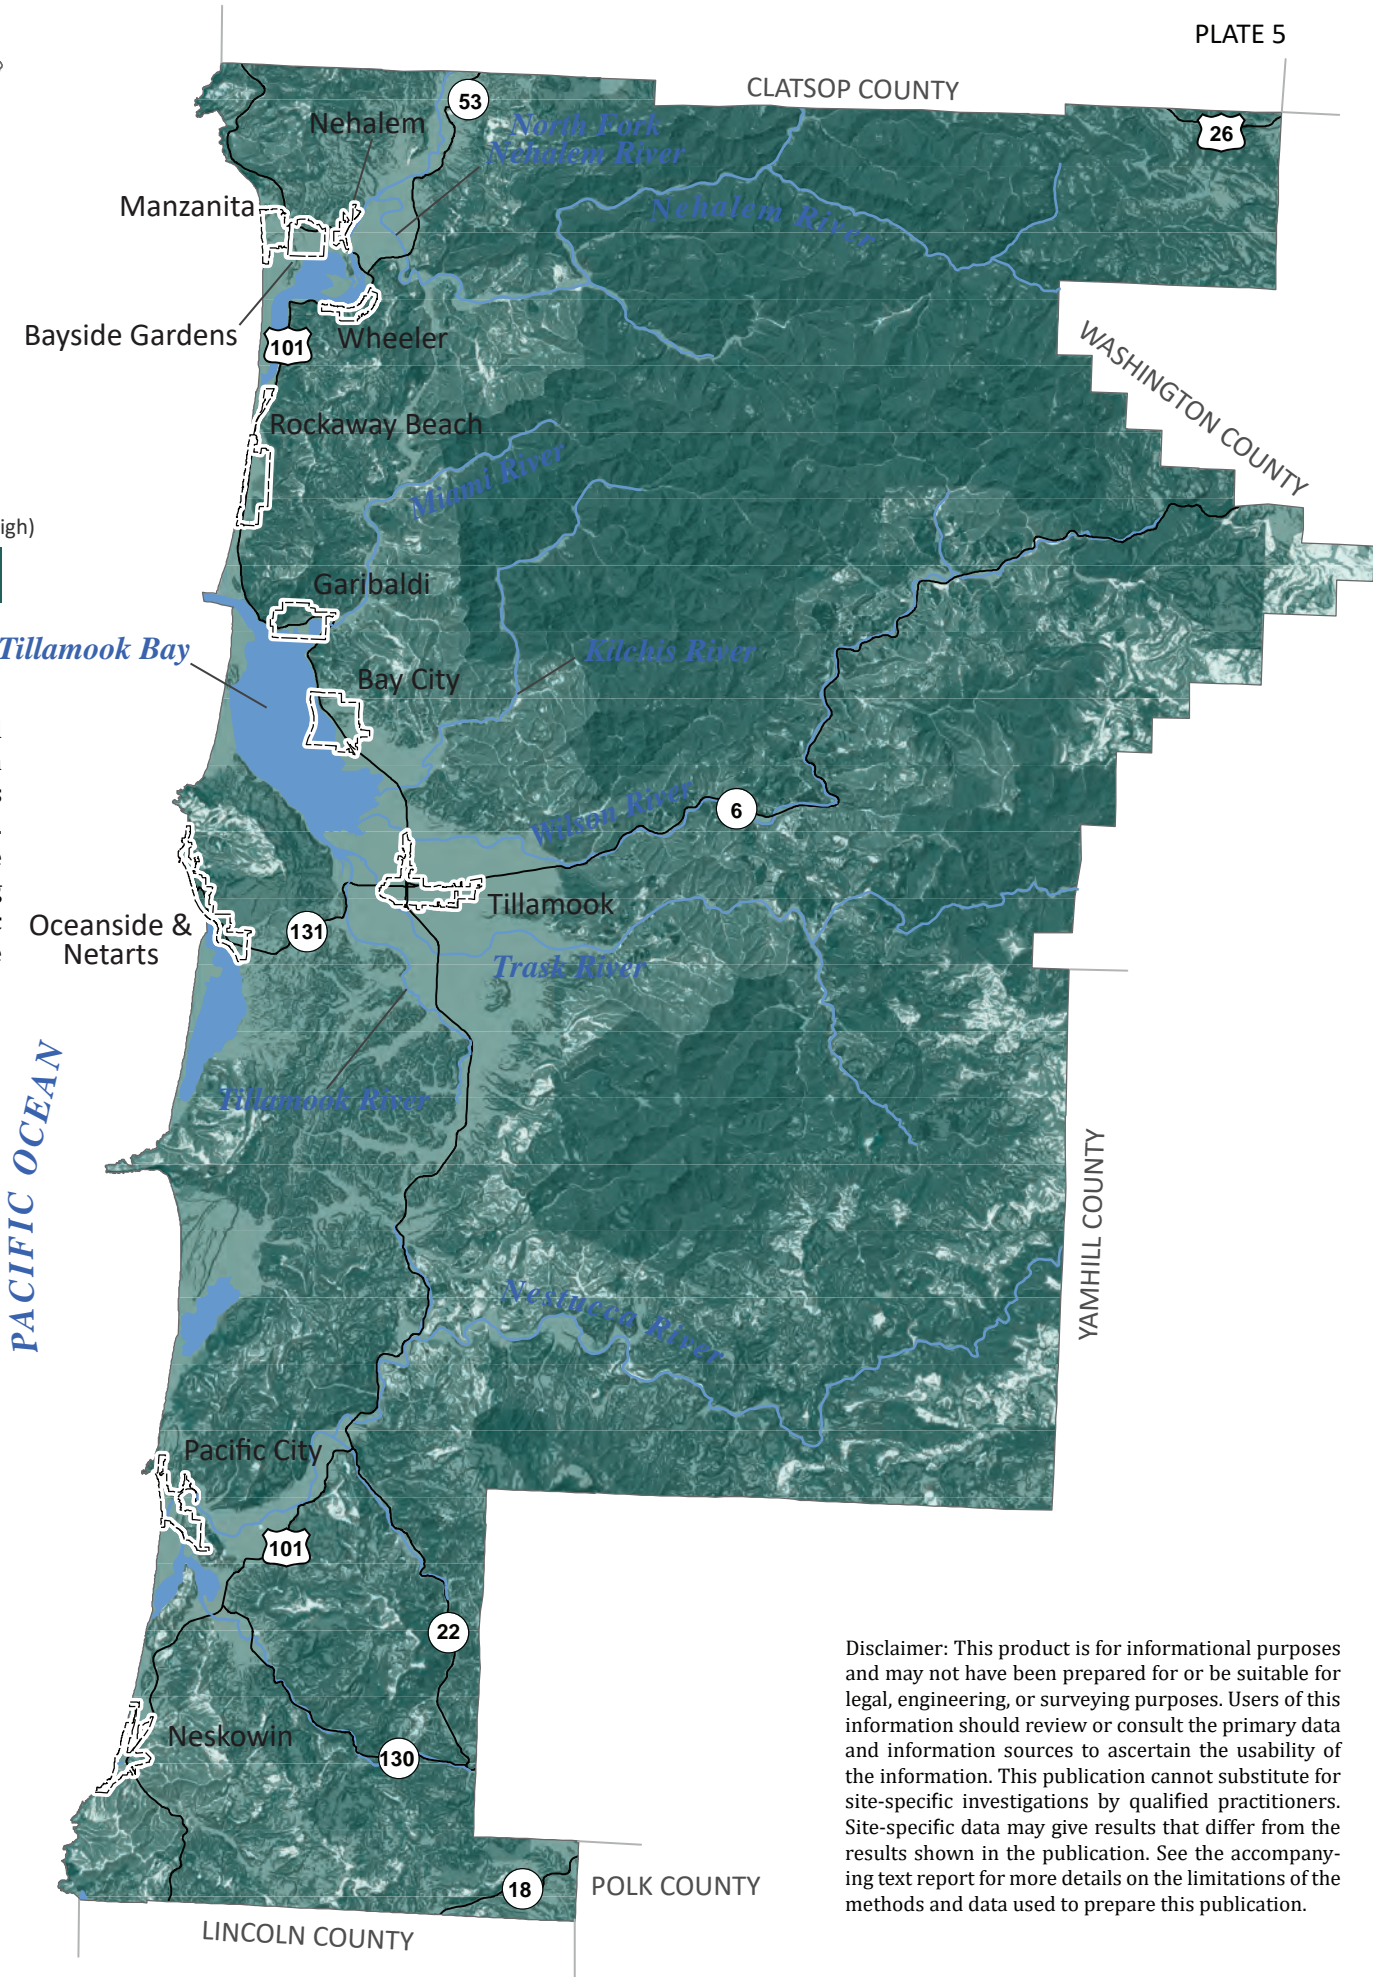 PLATE 5
CLATSOP COUNTY
53
26
Nehalem
North Fork
Nehalem River
Manzanita
Nehalem River
Bayside Gardens
101
Wheeler
WASHINGTON COUNTY
Rockaway Beach
Miami River
igh)
Garibaldi
Tillamook Bay
Kilchis River
Bay City
Wilson River
6
Tillamook
Oceanside &
Netarts
131
Trask River
PACIFIC OCEAN
Tillamook River
YAMHILL COUNTY
Nestucca River
Pacific City
101
22
Neskowin
130
18
POLK COUNTY
LINCOLN COUNTY
Disclaimer: This product is for informational purposes
and may not have been prepared for or be suitable for
legal, engineering, or surveying purposes. Users of this
information should review or consult the primary data
and information sources to ascertain the usability of
the information. This publication cannot substitute for
site-specific investigations by qualified practitioners.
Site-specific data may give results that differ from the
results shown in the publication. See the accompany-
ing text report for more details on the limitations of the
methods and data used to prepare this publication.